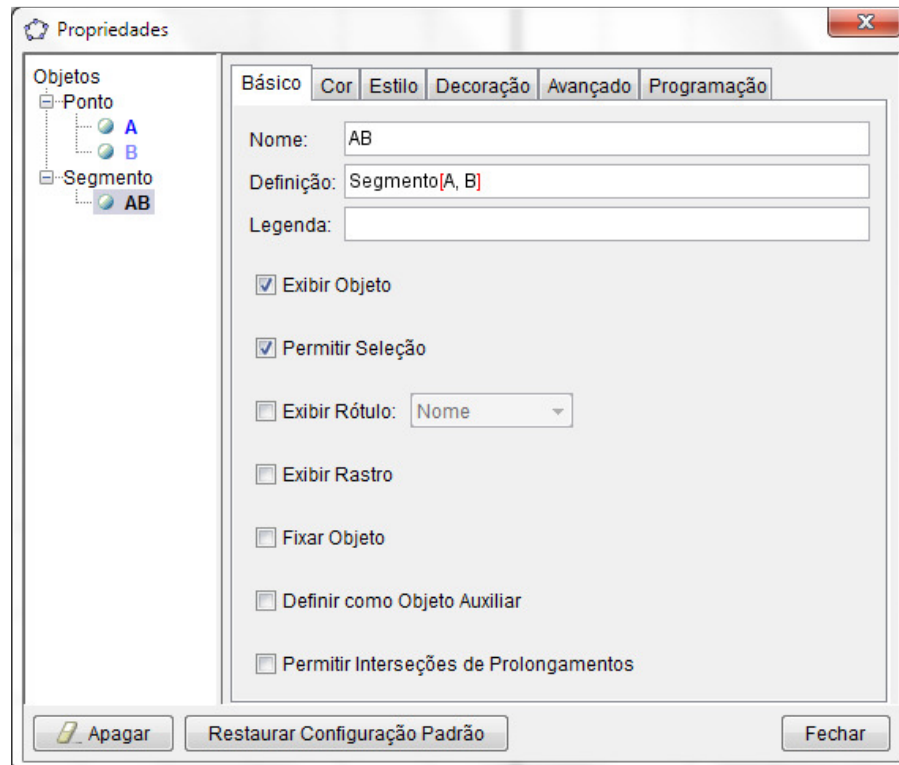 Propriedades
Objetos
Ponto
A
B
Segmento
AB
Básico Cor Estilo Decoração Avançado Programação
Nome: AB
Definição: Segmento[A, B]
Legenda:
Exibir Objeto
Permitir Seleção
Exibir Rótulo: Nome
Exibir Rastro
Fixar Objeto
Definir como Objeto Auxiliar
Permitir Interseções de Prolongamentos
Apagar Restaurar Configuração Padrão Fechar